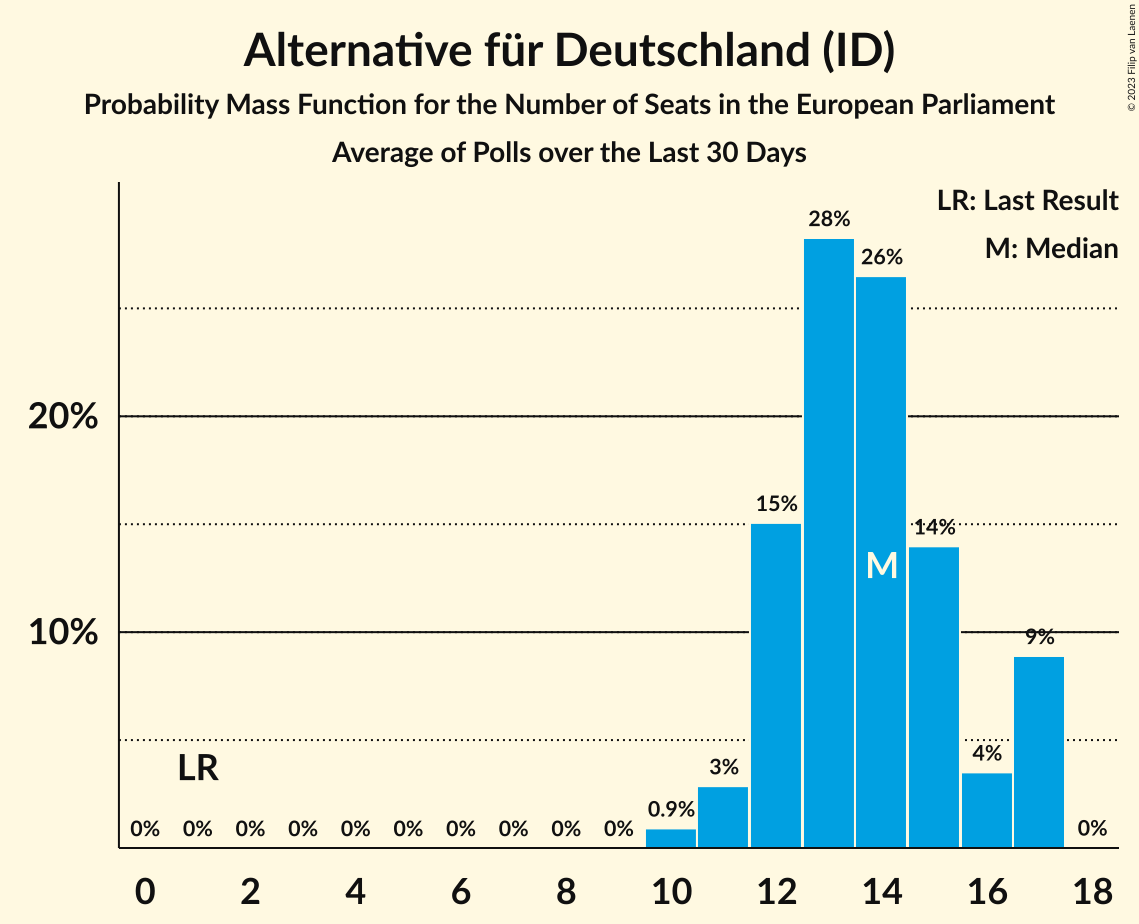 Alternative für Deutschland (ID)
Probability Mass Function for the Number of Seats in the European Parliament
Average of Polls over the Last 30 Days
© 2023 Filip van Laenen
LR: Last Result
M: Median
28%
26%
20%
15%
14%
M
10%
9%
LR
4%
3%
0.9%
0% 0% 0% 0% 0% 0% 0% 0% 0% 0% 0%
0 2 4 6 8 10 12 14 16 18